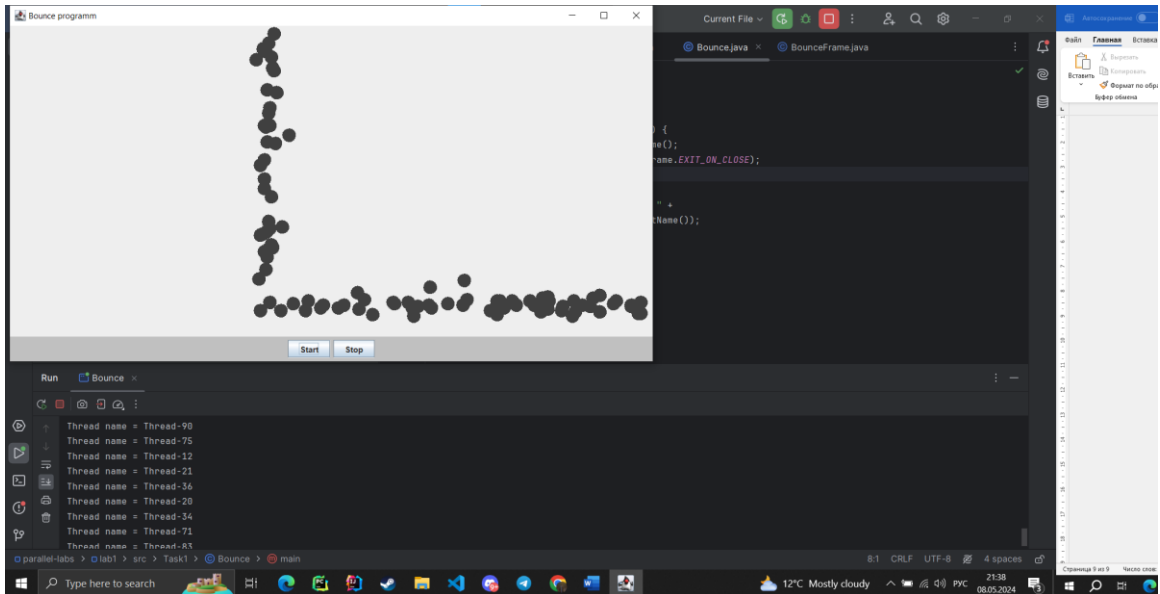 Bounce programm
Current File
Bounce.java
BounceFrame.java
) {
me();
rame.EXIT_ON_CLOSE);
" +
tName());
Start
Stop
Run
Bounce
Thread name = Thread-90
Thread name = Thread-75
Thread name = Thread-12
Thread name = Thread-21
Thread name = Thread-36
Thread name = Thread-20
Thread name = Thread-34
Thread name = Thread-71
Thread name = Thread-83
parallel-labs > lab1 > src > Task1 > Bounce > main
8:1 CRLF UTF-8 4 spaces
Type here to search
12°C Mostly cloudy
РУС
21:38
08.05.2024
3
Автосохранение
Файл Главная Вставка
Вставить
Вырезать
Копировать
Формат по обра
Буфер обмена
Страница 9 из 9 Число слов: